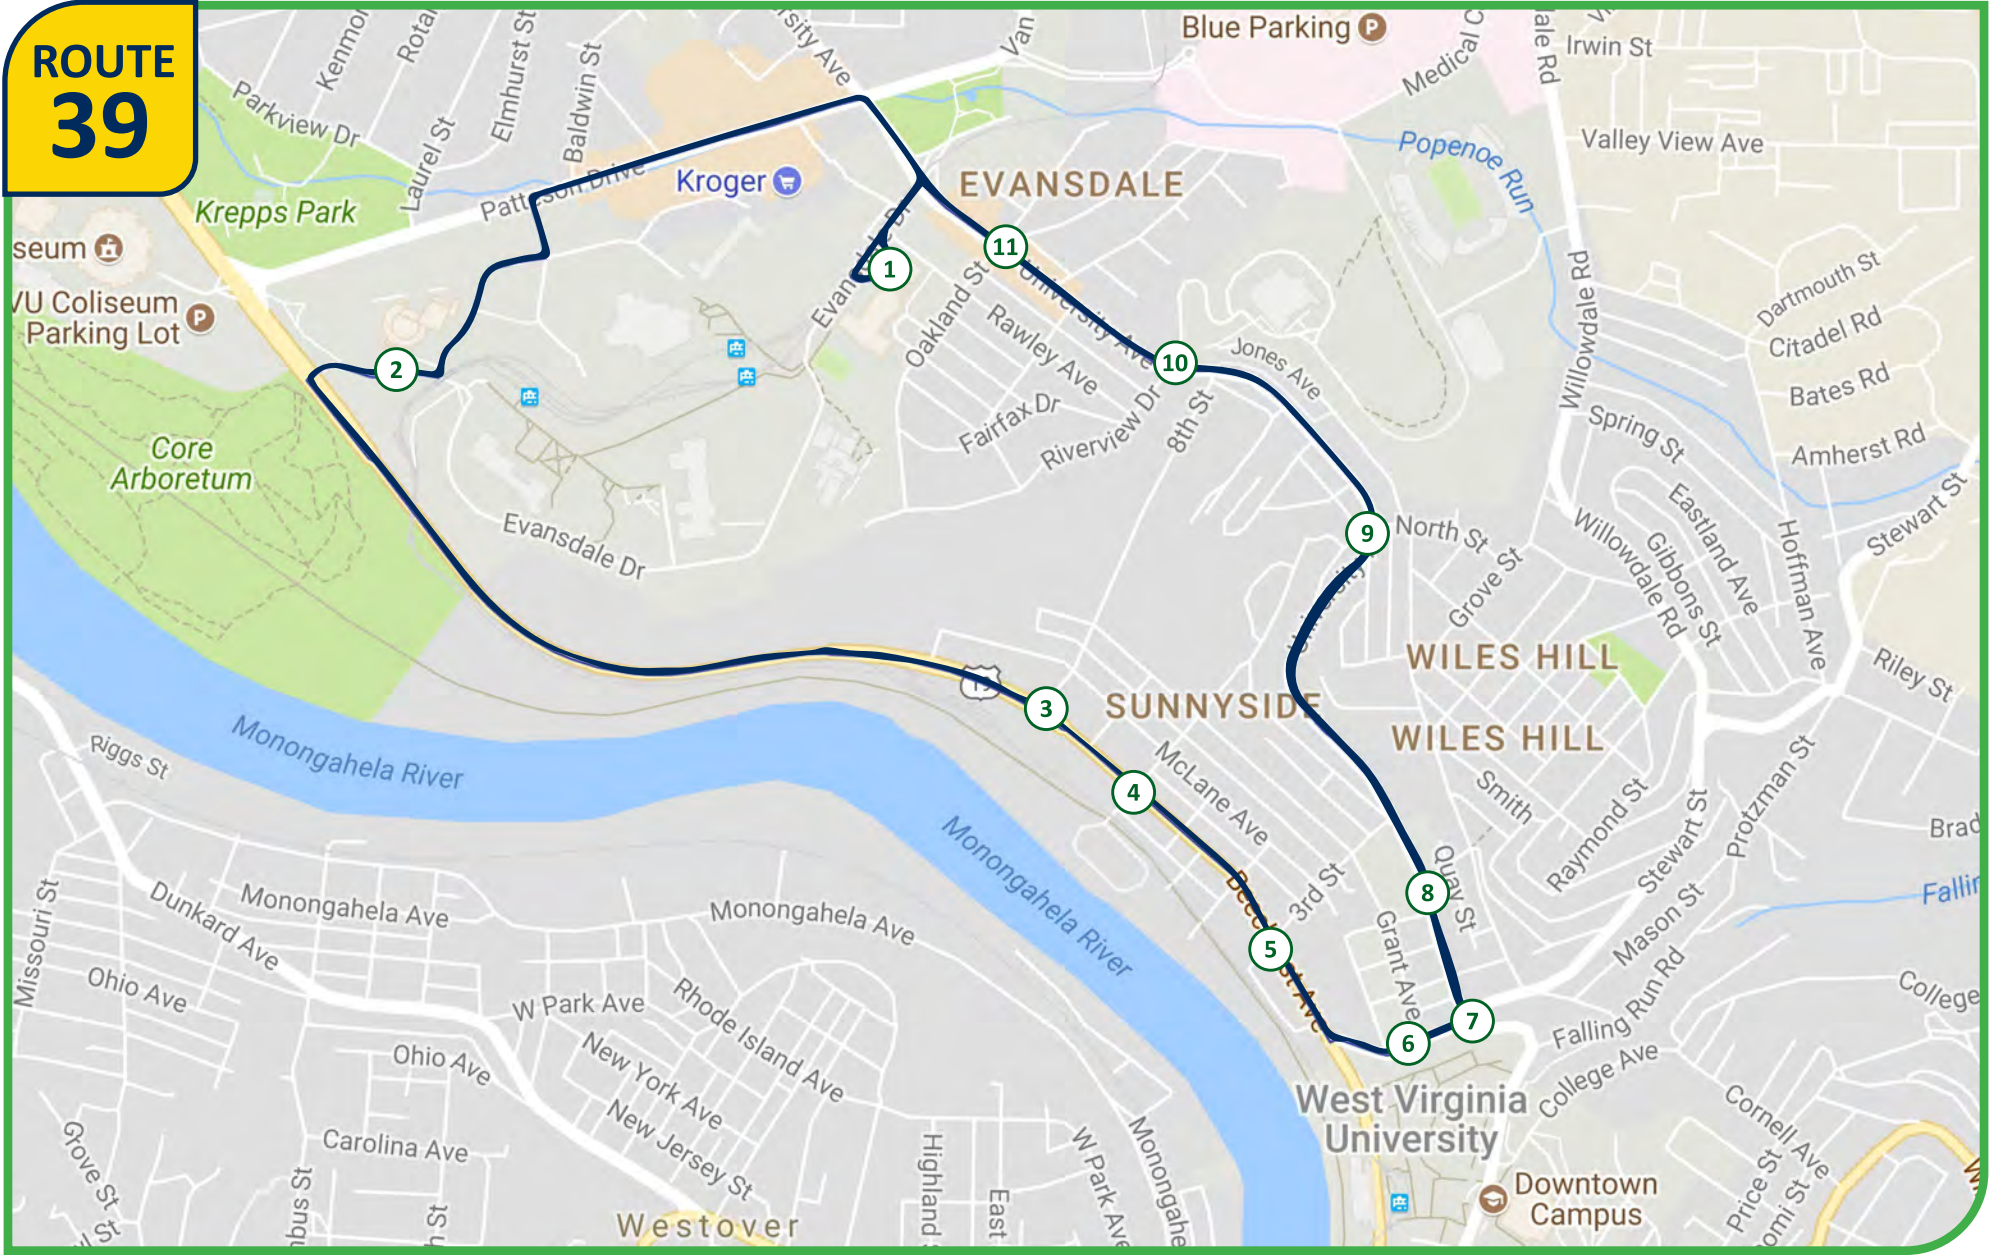 ROUTE
39
Blue Parking
P
Irwin St
Parkview Dr
Elmhurst St
Baldwin St
Laurel St
Van
Valley View Ave
Popenoe Run
Kroger
EVANSDALE
Krepps Park
VU Coliseum
Parking Lot
P
1
11
University Ave
Oakland St
Rawley Ave
Willowdale Rd
Dartmouth St
Citadel Rd
Bates Rd
Amherst Rd
2
10
Jones Ave
Fairfax Dr
Riverview Dr
8th St
Spring St
Core
Arboretum
Evansdale Dr
9
North St
Grove St
Willowdale Rd
Gibbons St
Eastland Ave
Hoffman Ave
Stewart St
University
WILES HILL
Riley St
19
3
SUNNYSIDE
WILES HILL
Monongahela River
Riggs St
4
McLane Ave
Smith
Raymond St
Stewart St
Protzman St
Monongahela River
3rd St
8
Quay St
Mason St
5
Grant Ave
Missouri St
Dunkard Ave
Monongahela Ave
Monongahela Ave
Ohio Ave
W Park Ave
Rhode Island Ave
Falling Run Rd
College
7
6
Ohio Ave
New York Ave
New Jersey St
College Ave
West Virginia
University
Cornell Ave
Carolina Ave
Grove St
Highland
East
W Park Ave
Price St
Downtown
Campus
Westover